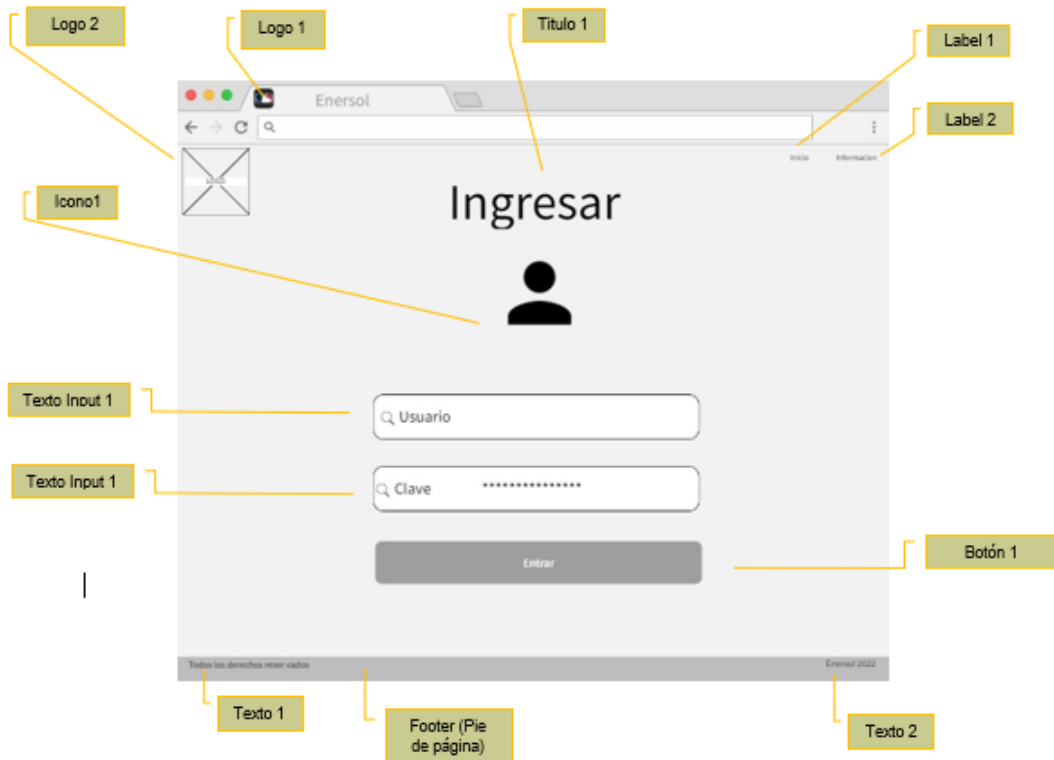 Logo 2
Logo 1
Titulo 1
Label 1
Label 2
Enersol
Inicio
Informacion
LOGO
Ingresar
Icono1
Texto Input 1
Usuario
Texto Input 1
Clave ***************
Entrar
Botón 1
Todos los derechos reser vados
Enersol 2022
Texto 1
Footer (Pie
de página)
Texto 2